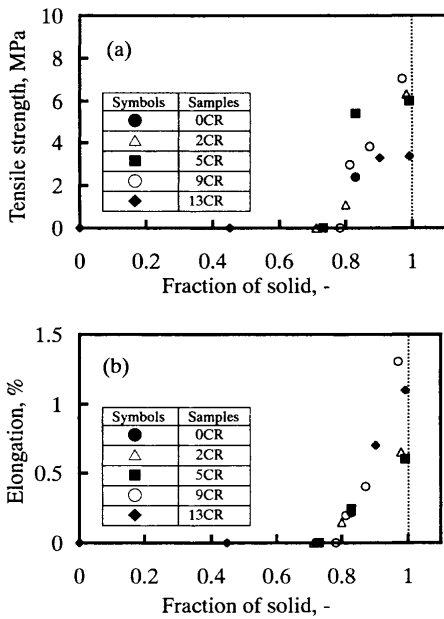 10
(a)
8
Tensile strength, MPa
6
Symbols Samples
0CR
2CR
4
5CR
9CR
2
13CR
0
0 0.2 0.4 0.6 0.8 1
Fraction of solid, -
1.5
(b)
Elongation, %
1
Symbols Samples
0CR
2CR
0.5
5CR
9CR
13CR
0
0 0.2 0.4 0.6 0.8 1
Fraction of solid, -